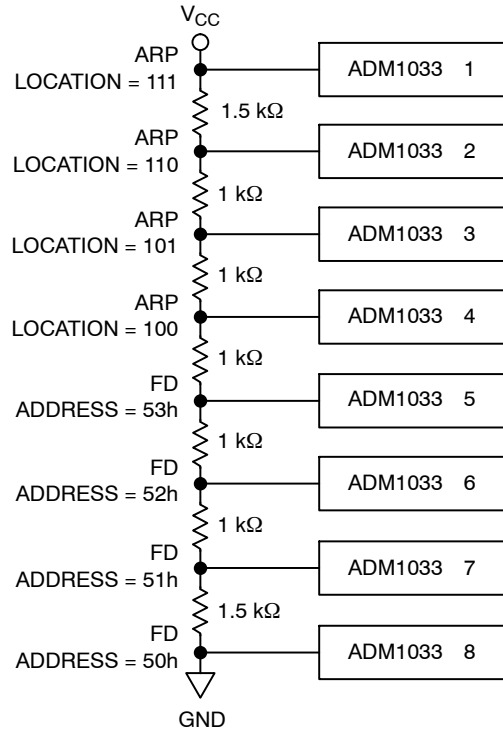 VCC
ARP
LOCATION = 111
ADM1033 1
1.5 kΩ
ARP
LOCATION = 110
ADM1033 2
1 kΩ
ARP
LOCATION = 101
ADM1033 3
1 kΩ
ARP
LOCATION = 100
ADM1033 4
1 kΩ
FD
ADDRESS = 53h
ADM1033 5
1 kΩ
FD
ADDRESS = 52h
ADM1033 6
1 kΩ
FD
ADDRESS = 51h
ADM1033 7
1.5 kΩ
FD
ADDRESS = 50h
ADM1033 8
GND